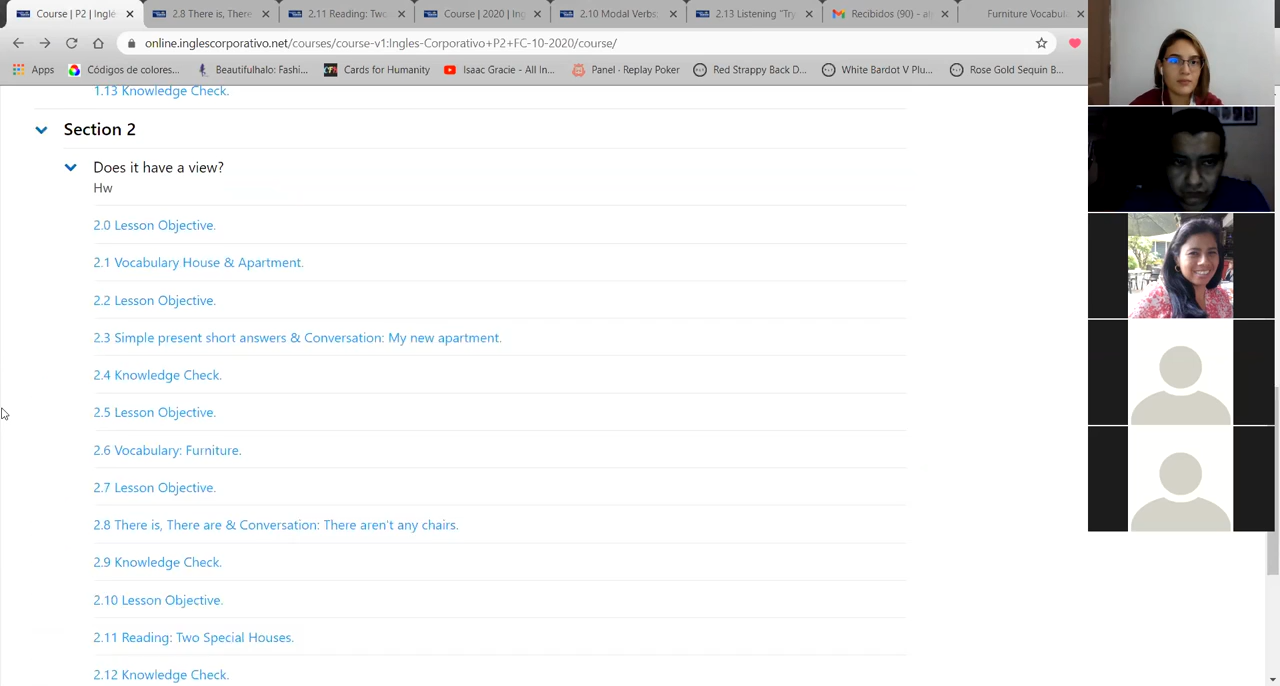 Course | P2 | Inglé
2.8 There is, There
2.11 Reading: Two
Course | 2020 | Ing
2.10 Modal Verbs:
2.13 Listening "Try
Recibidos (90) - al
Furniture Vocabul
online.inglescorporativo.net/courses/course-v1:Ingles-Corporativo+P2+FC-10-2020/course/
Apps
Códigos de colores...
Beautifulhalo: Fashi...
Cards for Humanity
Isaac Gracie - All In...
Panel · Replay Poker
Red Strappy Back D...
White Bardot V Plu...
Rose Gold Sequin B...
1.13 Knowledge Check.
Section 2
Does it have a view?
Hw
2.0 Lesson Objective.
2.1 Vocabulary House & Apartment.
2.2 Lesson Objective.
2.3 Simple present short answers & Conversation: My new apartment.
2.4 Knowledge Check.
2.5 Lesson Objective.
2.6 Vocabulary: Furniture.
2.7 Lesson Objective.
2.8 There is, There are & Conversation: There aren't any chairs.
2.9 Knowledge Check.
2.10 Lesson Objective.
2.11 Reading: Two Special Houses.
2.12 Knowledge Check.